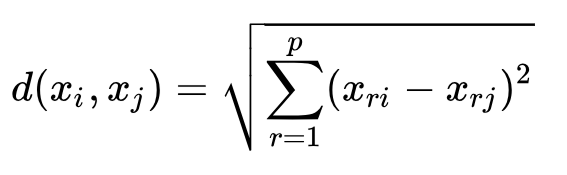 d(x_i, x_j) = \sqrt{\sum_{r=1}^{p} (x_{ri} - x_{rj})^2}